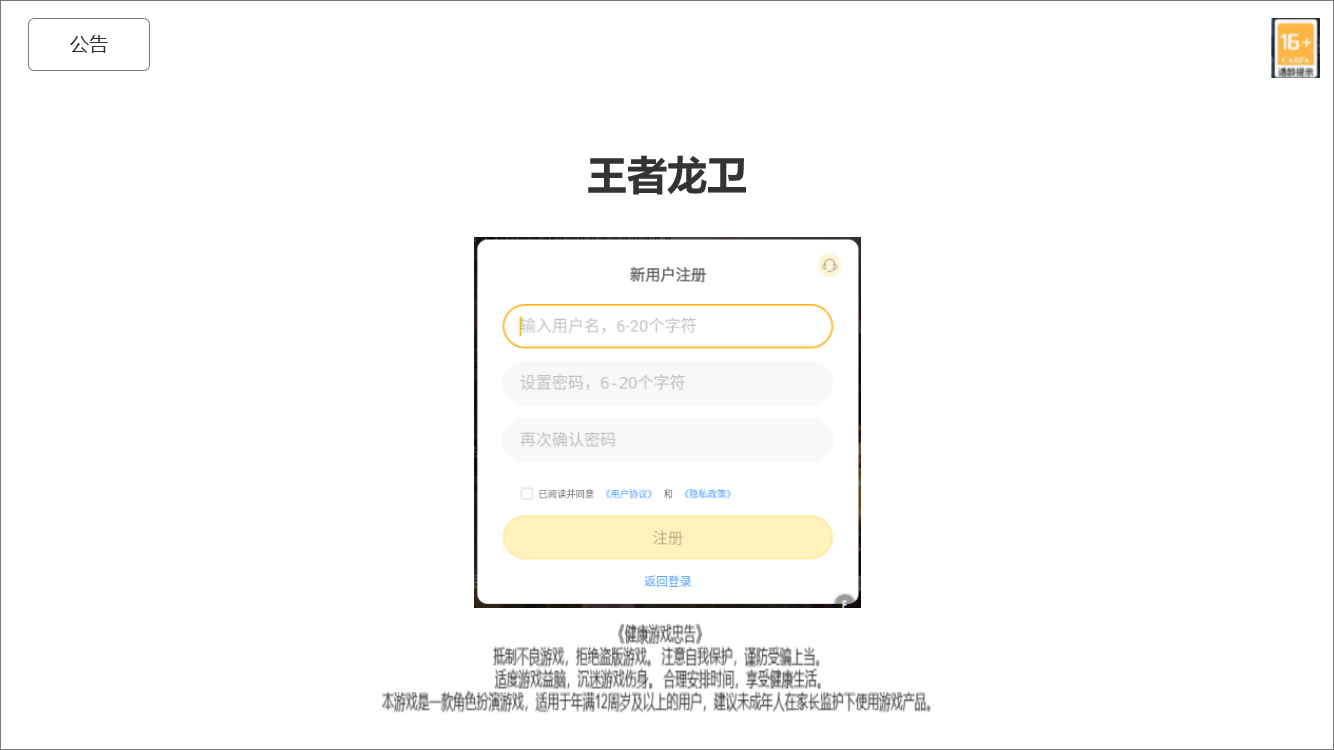 公告
16+
CADPA
适龄提示
王者龙卫
新用户注册
输入用户名，6-20个字符
设置密码，6-20个字符
再次确认密码
已阅读并同意 《用户协议》 和 《隐私政策》
注册
返回登录
《健康游戏忠告》
抵制不良游戏，拒绝盗版游戏。注意自我保护，谨防受骗上当。
适度游戏益脑，沉迷游戏伤身。合理安排时间，享受健康生活。
本游戏是一款角色扮演游戏，适用于年满12周岁及以上的用户，建议未成年人在家长监护下使用游戏产品。